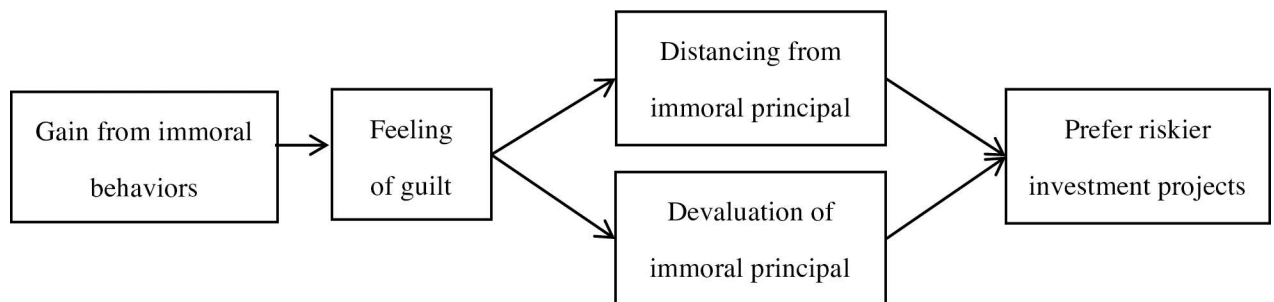 Gain from immoral
behaviors
Feeling
of guilt
Distancing from
immoral principal
Devaluation of
immoral principal
Prefer riskier
investment projects